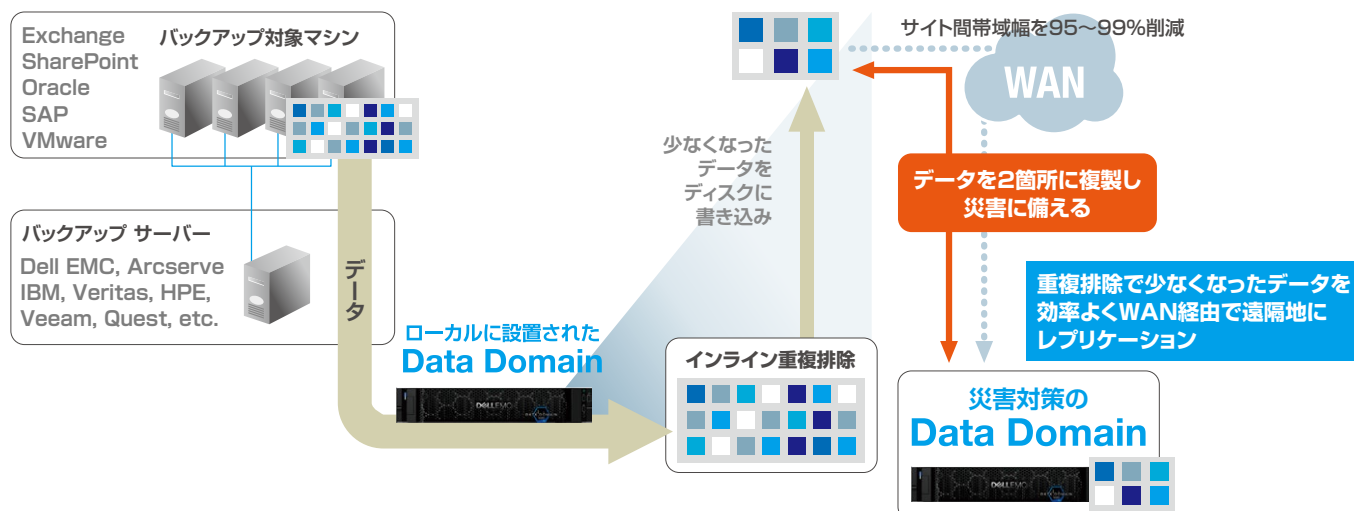 Exchange
SharePoint
Oracle
SAP
VMware
バックアップ対象マシン
バックアップ サーバー
Dell EMC, Arcserve
IBM, Veritas, HPE,
Veeam, Quest, etc.
データ
ローカルに設置された
Data Domain
DELLEMC
インライン重複排除
少なくなった
データを
ディスクに
書き込み
サイト間帯域幅を95～99%削減
WAN
データを2箇所に複製し
災害に備える
重複排除で少なくなったデータを
効率よくWAN経由で遠隔地に
レプリケーション
災害対策の
Data Domain
DELLEMC